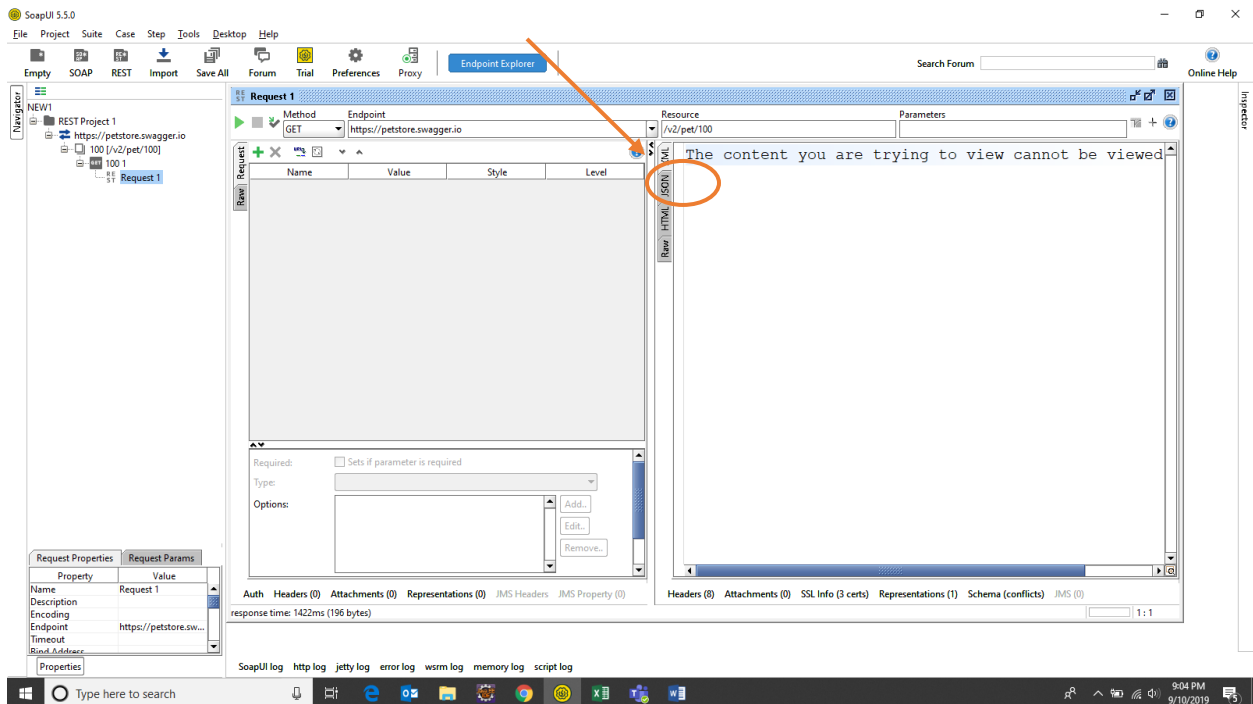 SoapUI 5.5.0
File Project Suite Case Step Tools Desktop Help
Empty SOAP REST Import Save All Forum Trial Preferences Proxy Endpoint Explorer Search Forum Online Help
Navigator
NEW1
REST Project 1
https://petstore.swagger.io
100 [/v2/pet/100]
GET 100 1
REST Request 1
REST Request 1
Method Endpoint Resource Parameters
GET https://petstore.swagger.io /v2/pet/100
Request
Raw
Name Value Style Level
Required: Sets if parameter is required
Type:
Options: Add..
Edit..
Remove..
Auth Headers (0) Attachments (0) Representations (0) JMS Headers JMS Property (0)
JSON
HTML
Raw
The content you are trying to view cannot be viewed
Headers (8) Attachments (0) SSL Info (3 certs) Representations (1) Schema (conflicts) JMS (0)
response time: 1422ms (196 bytes) 1 : 1
Inspector
Request Properties Request Params
Property Value
Name Request 1
Description
Encoding
Endpoint https://petstore.sw...
Timeout
Bind Address
Properties
SoapUI log http log jetty log error log wsrm log memory log script log
Type here to search
9:04 PM
9/10/2019
5